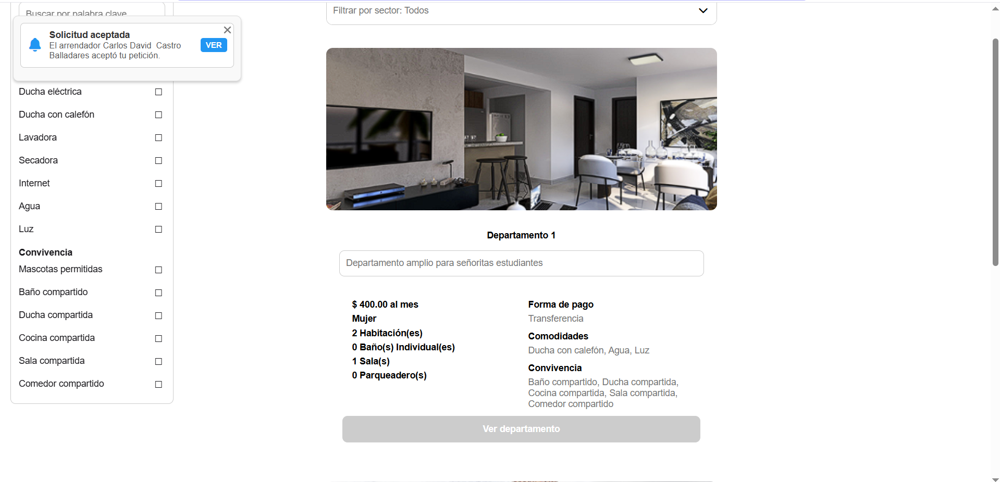 Buscar por palabra clave
Solicitud aceptada
El arrendador Carlos David  Castro
Balladares aceptó tu petición.
VER
Ducha eléctrica
Ducha con calefón
Lavadora
Secadora
Internet
Agua
Luz
Convivencia
Mascotas permitidas
Baño compartido
Ducha compartida
Cocina compartida
Sala compartida
Comedor compartido
Filtrar por sector: Todos
Departamento 1
Departamento amplio para señoritas estudiantes
$ 400.00 al mes
Mujer
2 Habitación(es)
0 Baño(s) Individual(es)
1 Sala(s)
0 Parqueadero(s)
Forma de pago
Transferencia
Comodidades
Ducha con calefón, Agua, Luz
Convivencia
Baño compartido, Ducha compartida,
Cocina compartida, Sala compartida,
Comedor compartido
Ver departamento